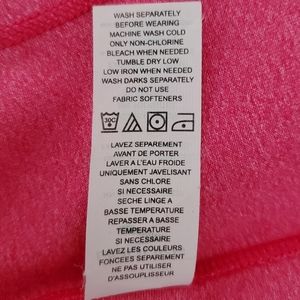 WASH SEPARATELY
BEFORE WEARING
MACHINE WASH COLD
ONLY NON-CHLORINE
BLEACH WHEN NEEDED
TUMBLE DRY LOW
LOW IRON WHEN NEEDED
WASH DARKS SEPARATELY
DO NOT USE
FABRIC SOFTENERS
30C
LAVEZ SEPAREMENT
AVANT DE PORTER
LAVER A L'EAU FROIDE
UNIQUEMENT JAVELISANT
SANS CHLORE
SI NECESSAIRE
SECHE LINGE A
BASSE TEMPERATURE
REPASSER A BASSE
TEMPERATURE
SI NECESSAIRE
LAVEZ LES COULEURS
FONCEES SEPAREMENT
NE PAS UTILISER
D'ASSOUPLISSEUR